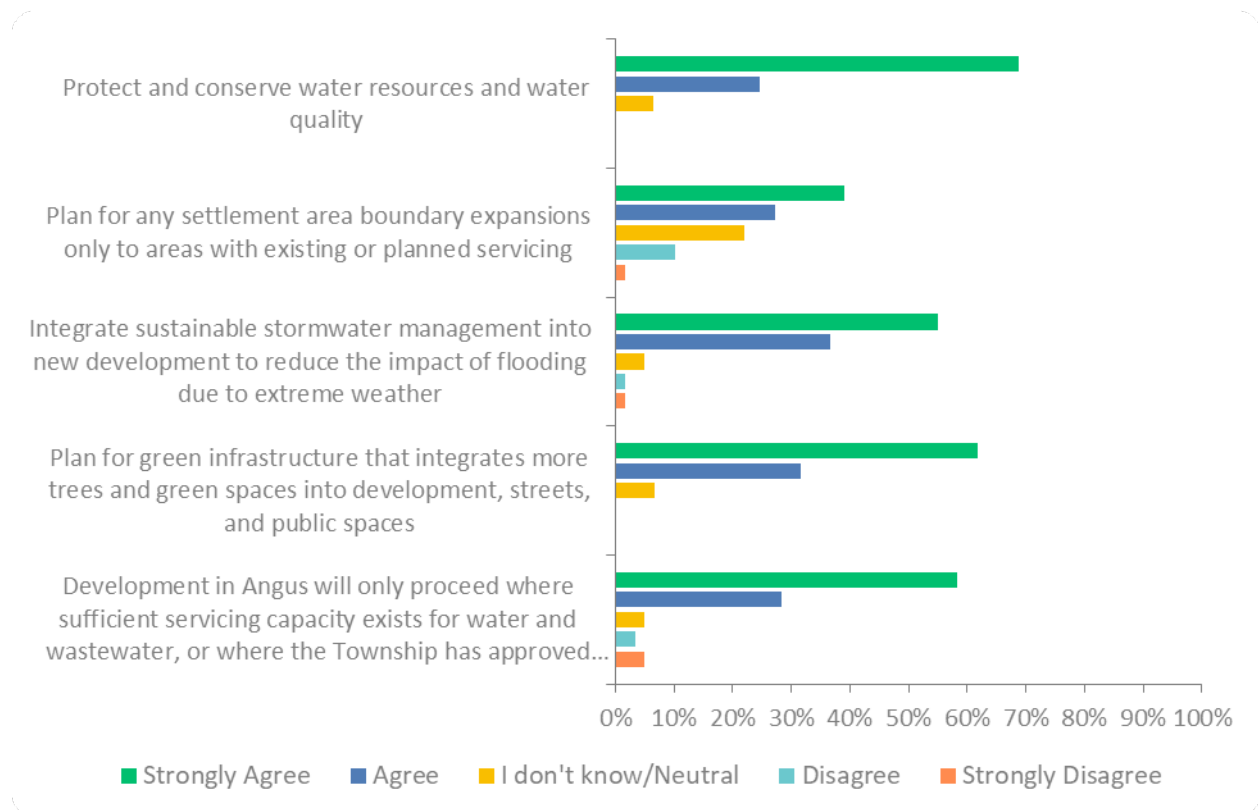 Protect and conserve water resources and water
quality
Plan for any settlement area boundary expansions
only to areas with existing or planned servicing
Integrate sustainable stormwater management into
new development to reduce the impact of flooding
due to extreme weather
Plan for green infrastructure that integrates more
trees and green spaces into development, streets,
and public spaces
Development in Angus will only proceed where
sufficient servicing capacity exists for water and
wastewater, or where the Township has approved...
0% 10% 20% 30% 40% 50% 60% 70% 80% 90% 100%
Strongly Agree Agree I don't know/Neutral Disagree Strongly Disagree